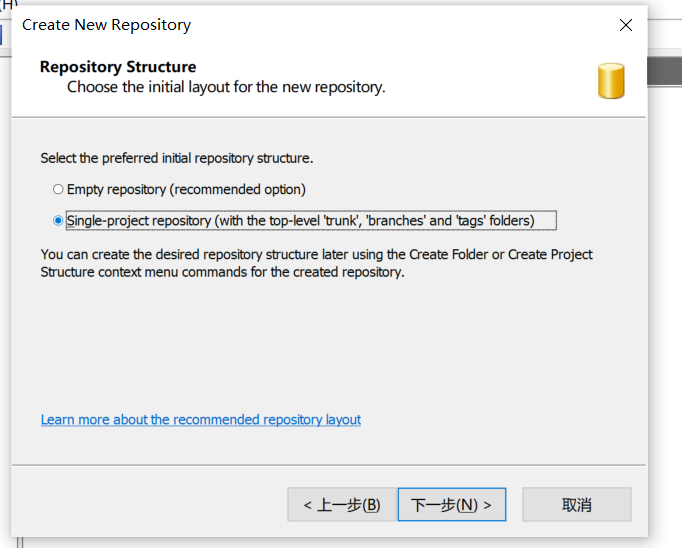 (H)
Create New Repository
Repository Structure
Choose the initial layout for the new repository.
Select the preferred initial repository structure.
Empty repository (recommended option)
Single-project repository (with the top-level 'trunk', 'branches' and 'tags' folders)
You can create the desired repository structure later using the Create Folder or Create Project
Structure context menu commands for the created repository.
Learn more about the recommended repository layout
< 上一步(B)
下一步(N) >
取消